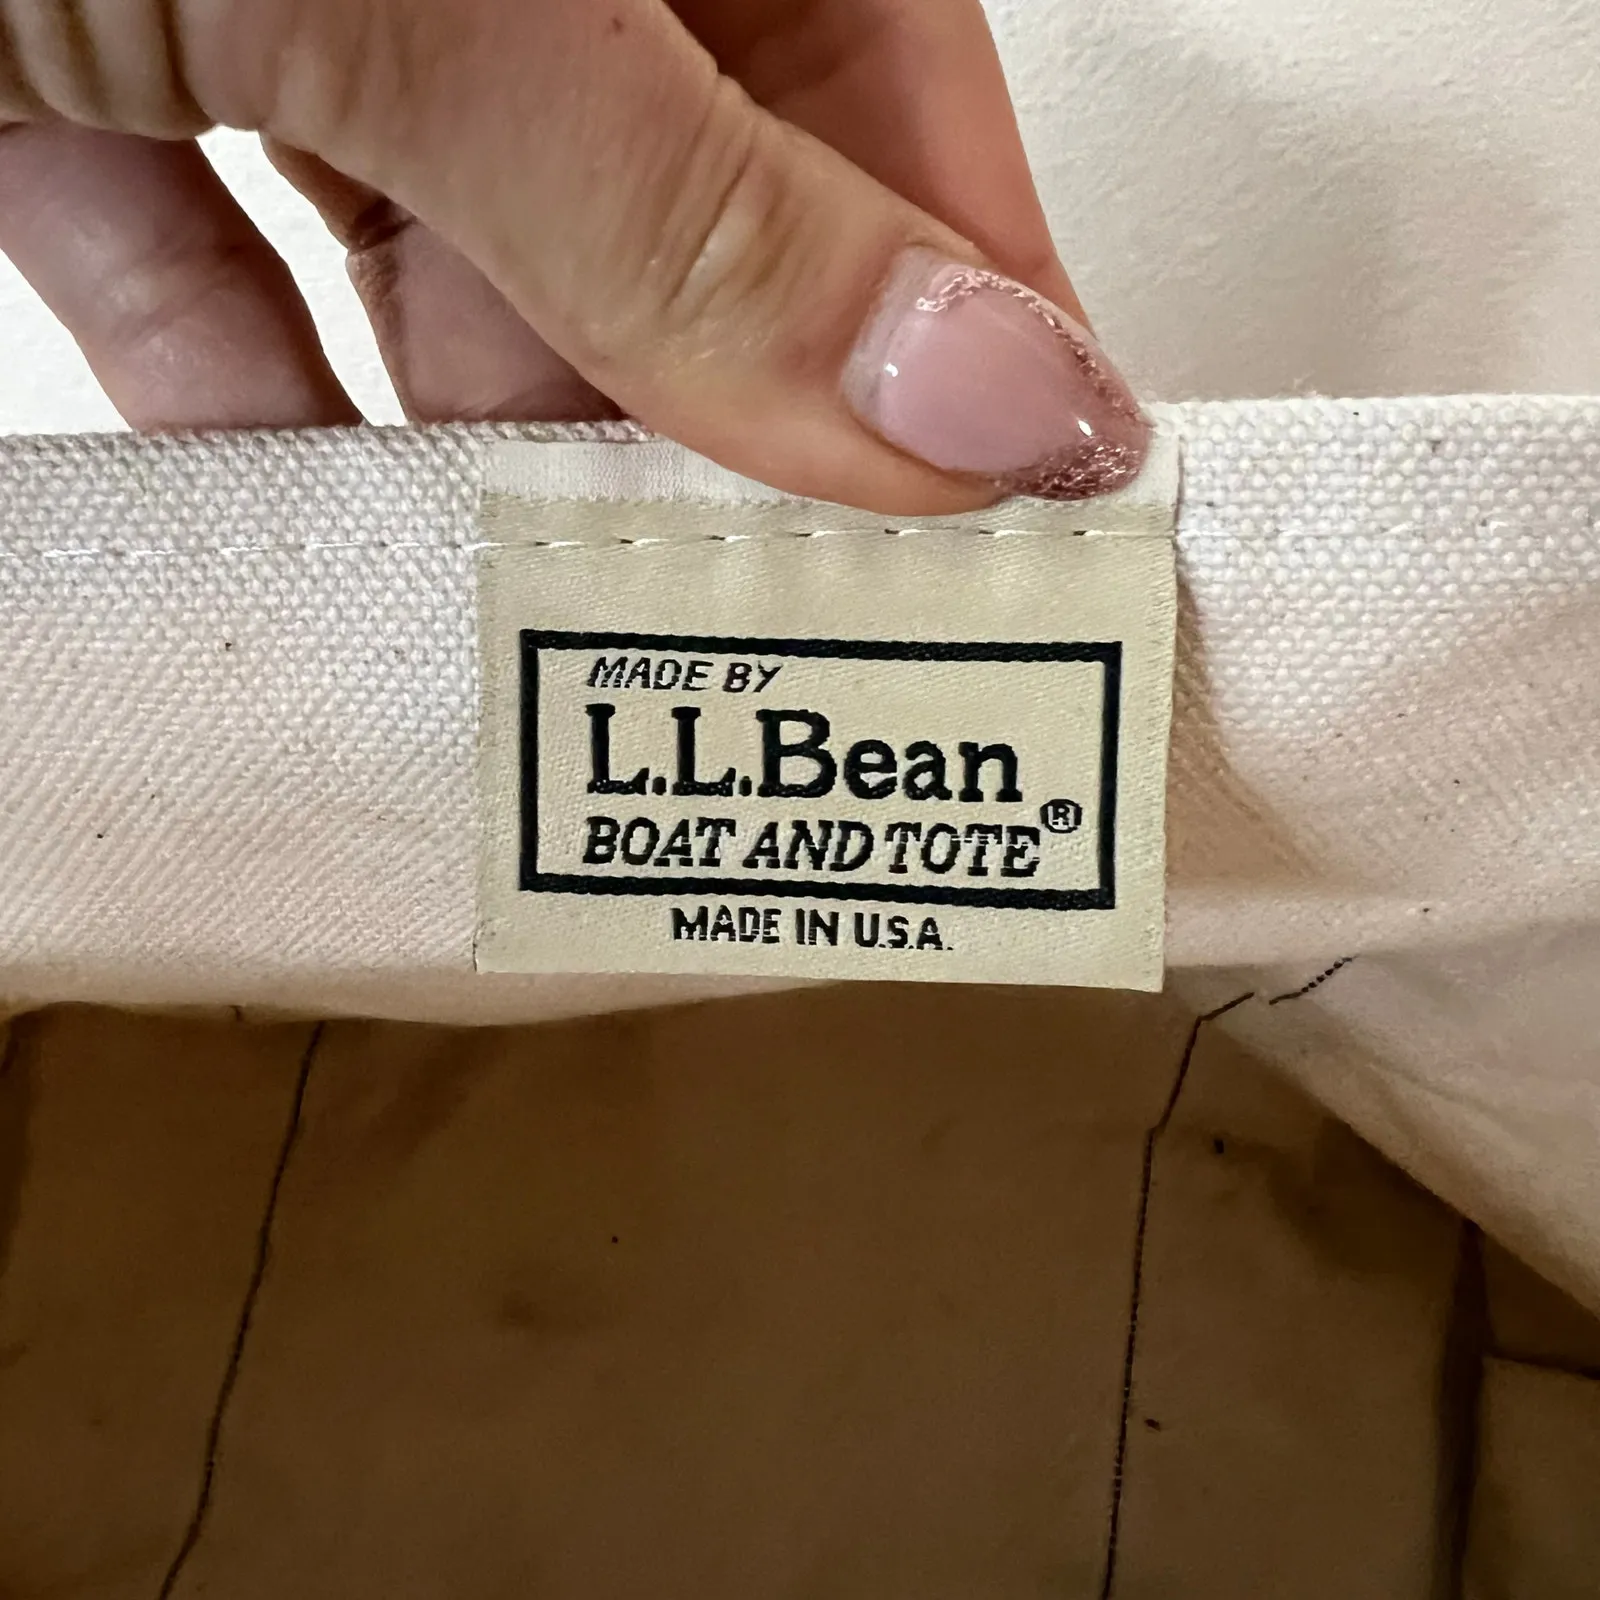 MADE BY
L.L.Bean
BOAT AND TOTE®
MADE IN U.S.A.